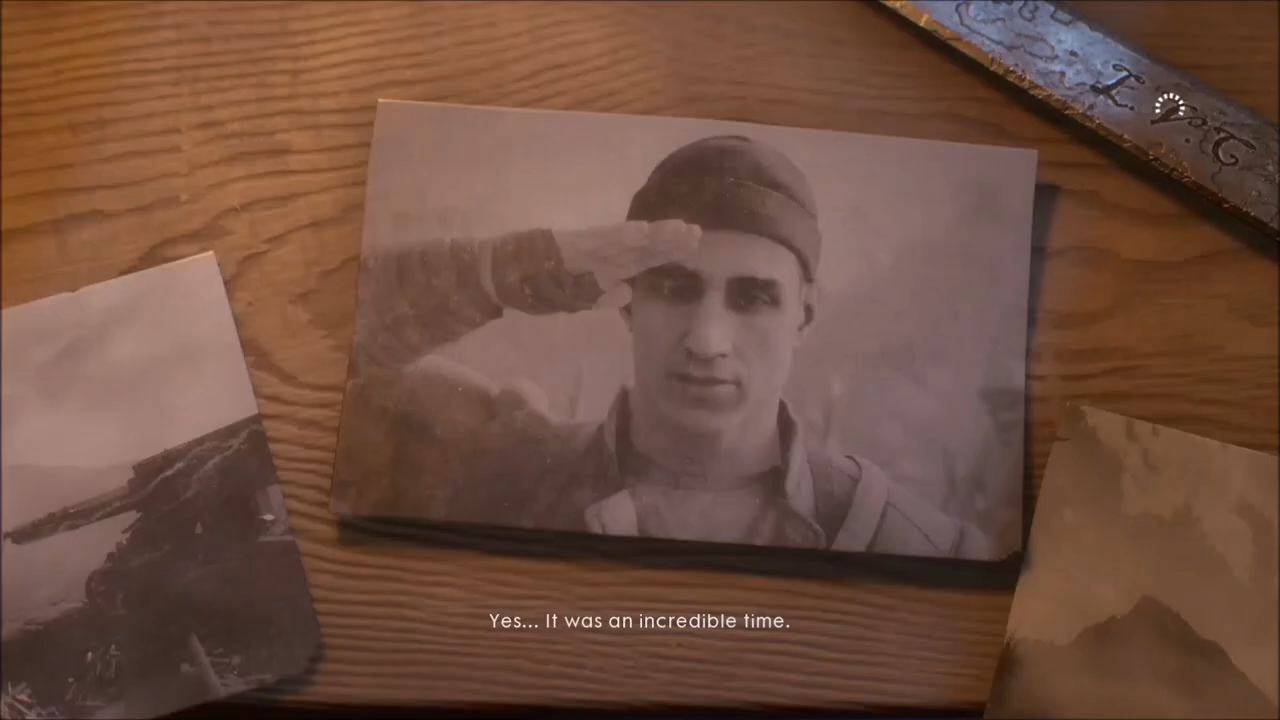 I. V. T
Yes... It was an incredible time.